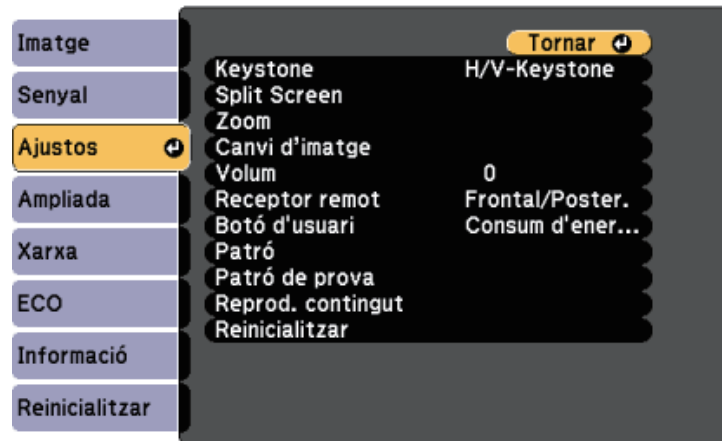 Imatge
Senyal
Ajustos
Ampliada
Xarxa
ECO
Informació
Reinicialitzar
Tornar
Keystone H/V-Keystone
Split Screen
Zoom
Canvi d'imatge
Volum 0
Receptor remot Frontal/Poster.
Botó d'usuari Consum d'ener...
Patró
Patró de prova
Reprod. contingut
Reinicialitzar